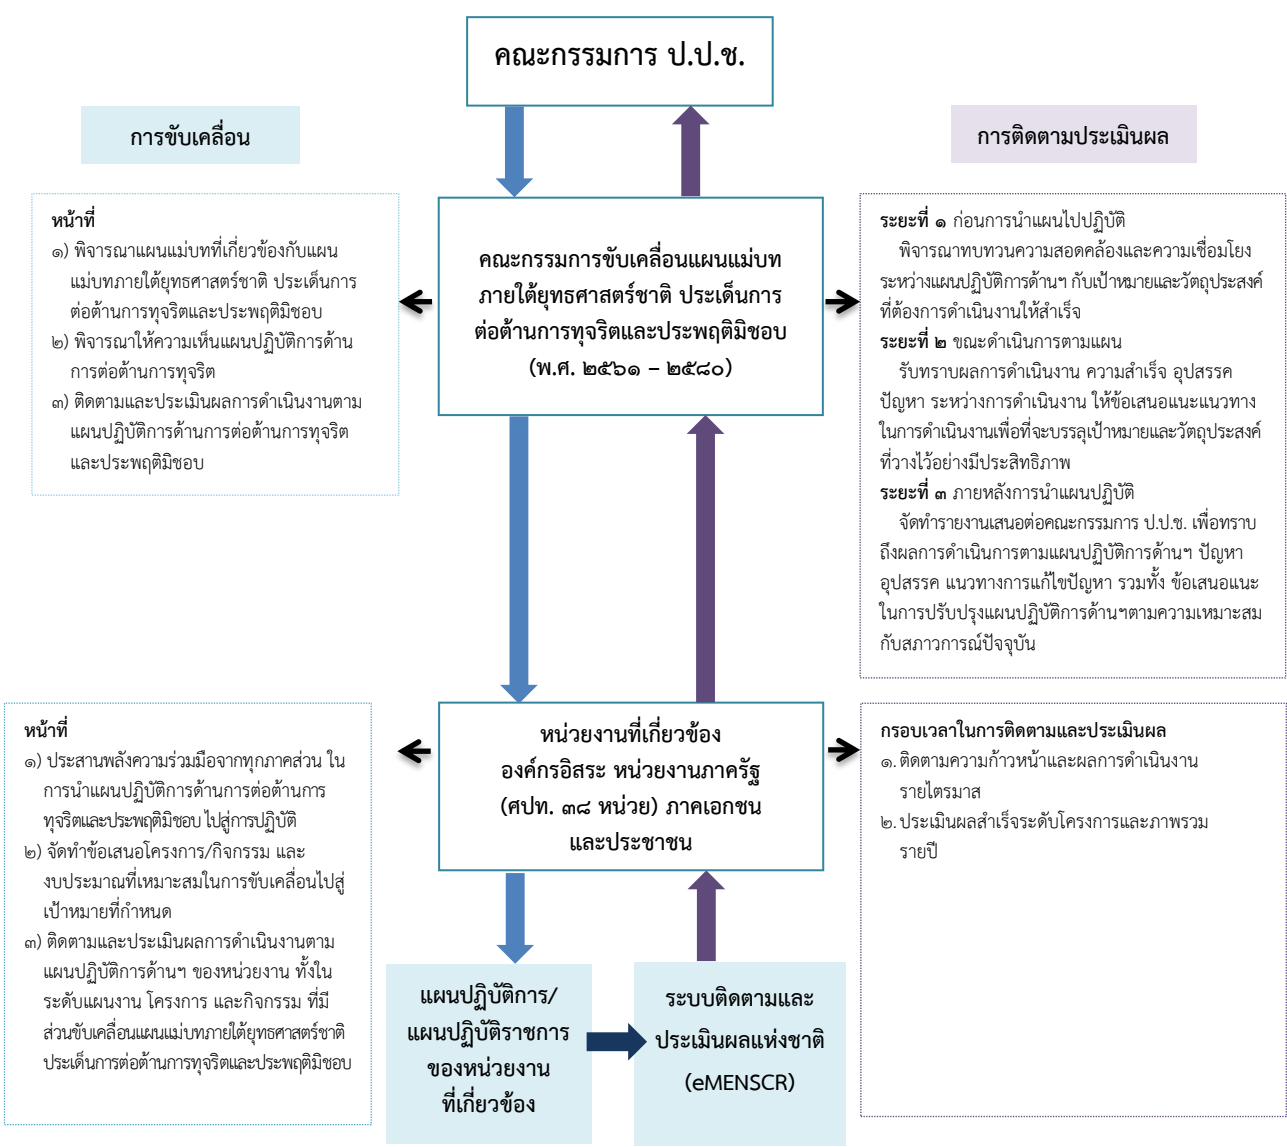 คณะกรรมการ ป.ป.ช.
การขับเคลื่อน
การติดตามประเมินผล
หน้าที่
๑) พิจารณาแผนแม่บทที่เกี่ยวข้องกับแผน
แม่บทภายใต้ยุทธศาสตร์ชาติ ประเด็นการ
ต่อต้านการทุจริตและประพฤติมิชอบ
๒) พิจารณาให้ความเห็นแผนปฏิบัติการด้าน
การต่อต้านการทุจริต
๓) ติดตามและประเมินผลการดำเนินงานตาม
แผนปฏิบัติการด้านการต่อต้านการทุจริต
และประพฤติมิชอบ
คณะกรรมการขับเคลื่อนแผนแม่บท
ภายใต้ยุทธศาสตร์ชาติ ประเด็นการ
ต่อต้านการทุจริตและประพฤติมิชอบ
(พ.ศ. ๒๕๖๑ – ๒๕๘๐)
ระยะที่ ๑ ก่อนการนำแผนไปปฏิบัติ
พิจารณาทบทวนความสอดคล้องและความเชื่อมโยง
ระหว่างแผนปฏิบัติการด้านฯ กับเป้าหมายและวัตถุประสงค์
ที่ต้องการดำเนินงานให้สำเร็จ
ระยะที่ ๒ ขณะดำเนินการตามแผน
รับทราบผลการดำเนินงาน ความสำเร็จ อุปสรรค
ปัญหา ระหว่างการดำเนินงาน ให้ข้อเสนอแนะแนวทาง
ในการดำเนินงานเพื่อที่จะบรรลุเป้าหมายและวัตถุประสงค์
ที่วางไว้อย่างมีประสิทธิภาพ
ระยะที่ ๓ ภายหลังการนำแผนปฏิบัติ
จัดทำรายงานเสนอต่อคณะกรรมการ ป.ป.ช. เพื่อทราบ
ถึงผลการดำเนินการตามแผนปฏิบัติการด้านฯ ปัญหา
อุปสรรค แนวทางการแก้ไขปัญหา รวมทั้ง ข้อเสนอแนะ
ในการปรับปรุงแผนปฏิบัติการด้านฯตามความเหมาะสม
กับสภาวการณ์ปัจจุบัน
หน้าที่
๑) ประสานพลังความร่วมมือจากทุกภาคส่วน ใน
การนำแผนปฏิบัติการด้านการต่อต้านการ
ทุจริตและประพฤติมิชอบ ไปสู่การปฏิบัติ
๒) จัดทำข้อเสนอโครงการ/กิจกรรม และ
งบประมาณที่เหมาะสมในการขับเคลื่อนไปสู่
เป้าหมายที่กำหนด
๓) ติดตามและประเมินผลการดำเนินงานตาม
แผนปฏิบัติการด้านฯ ของหน่วยงาน ทั้งใน
ระดับแผนงาน โครงการ และกิจกรรม ที่มี
ส่วนขับเคลื่อนแผนแม่บทภายใต้ยุทธศาสตร์ชาติ
ประเด็นการต่อต้านการทุจริตและประพฤติมิชอบ
หน่วยงานที่เกี่ยวข้อง
องค์กรอิสระ หน่วยงานภาครัฐ
(ศปท. ๓๘ หน่วย) ภาคเอกชน
และประชาชน
กรอบเวลาในการติดตามและประเมินผล
๑. ติดตามความก้าวหน้าและผลการดำเนินงาน
รายไตรมาส
๒. ประเมินผลสำเร็จระดับโครงการและภาพรวม
รายปี
แผนปฏิบัติการ/
แผนปฏิบัติราชการ
ของหน่วยงาน
ที่เกี่ยวข้อง
ระบบติดตามและ
ประเมินผลแห่งชาติ
(eMENSCR)